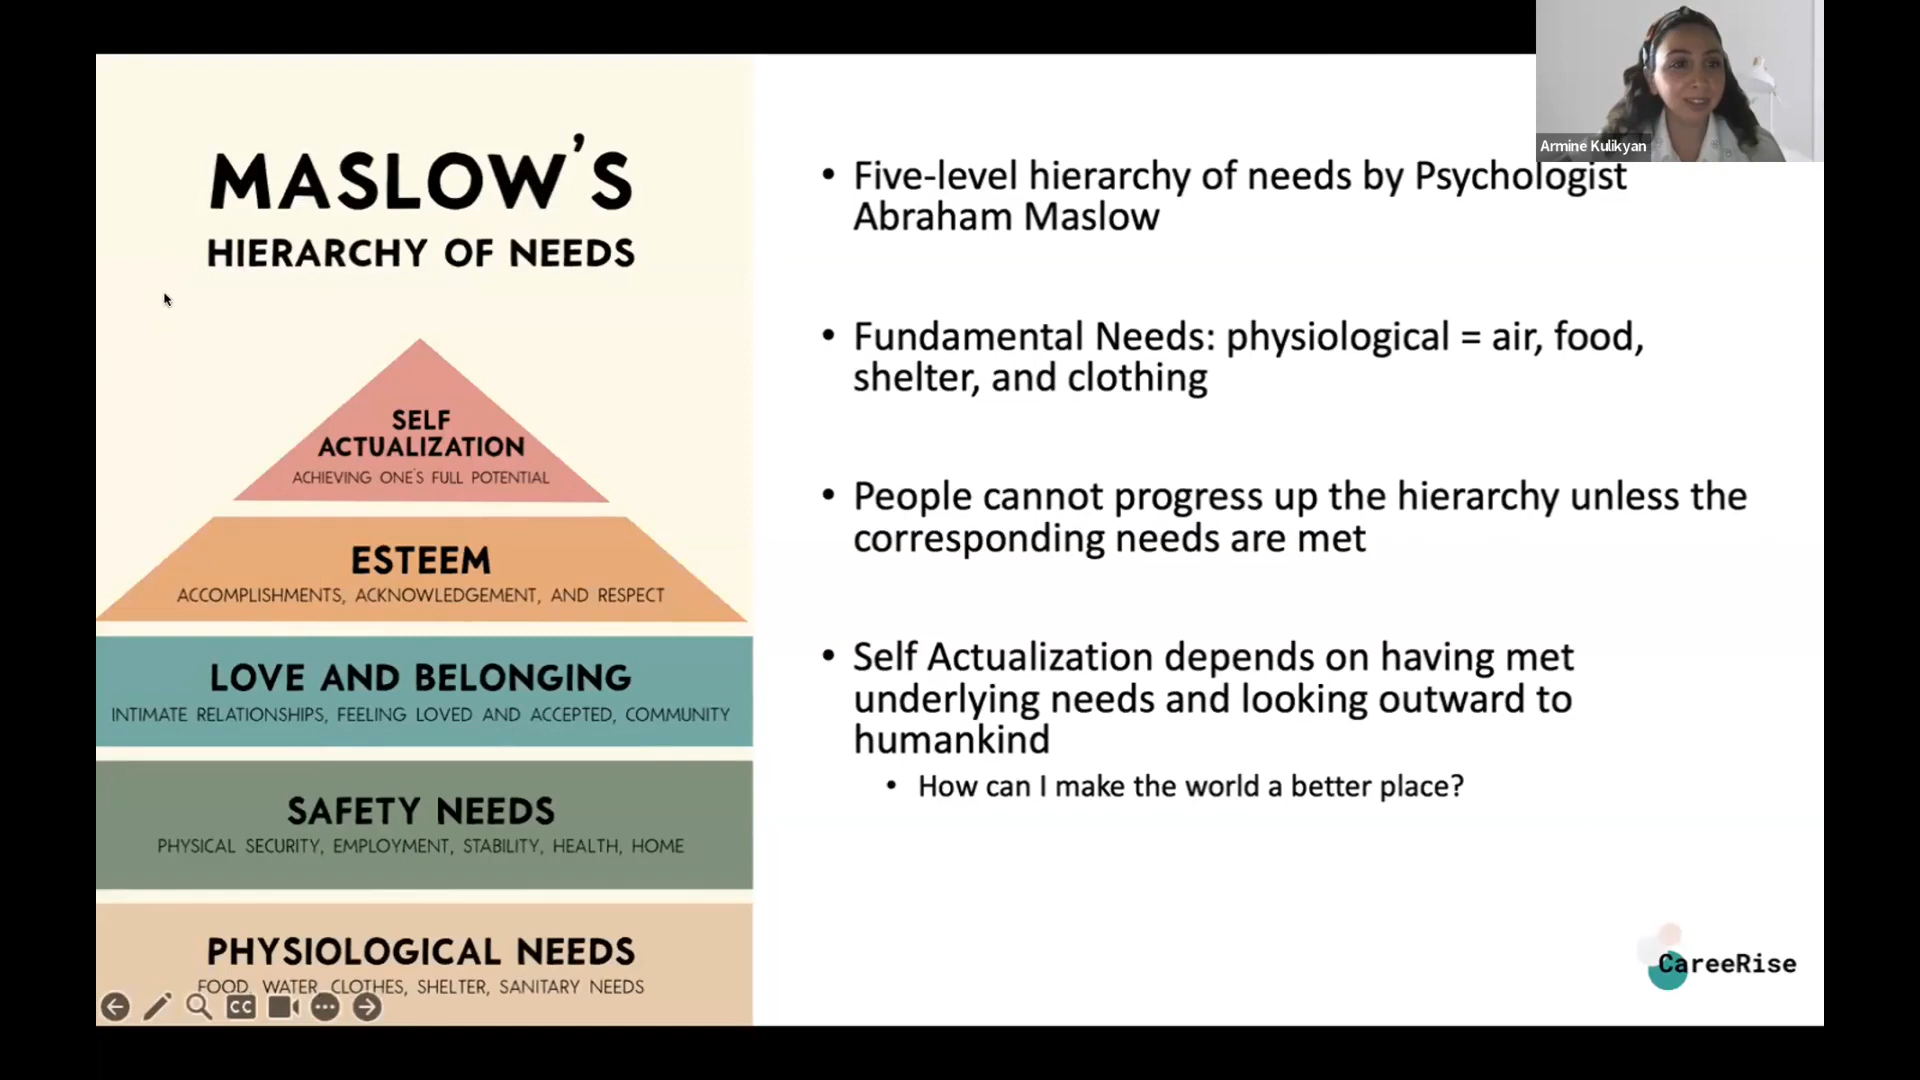 MASLOW'S
HIERARCHY OF NEEDS
SELF
ACTUALIZATION
ACHIEVING ONE'S FULL POTENTIAL
ESTEEM
ACCOMPLISHMENTS, ACKNOWLEDGEMENT, AND RESPECT
LOVE AND BELONGING
INTIMATE RELATIONSHIPS, FEELING LOVED AND ACCEPTED, COMMUNITY
SAFETY NEEDS
PHYSICAL SECURITY, EMPLOYMENT, STABILITY, HEALTH, HOME
PHYSIOLOGICAL NEEDS
FOOD, WATER, CLOTHES, SHELTER, SANITARY NEEDS
CC
Armine Kulikyan
• Five-level hierarchy of needs by Psychologist
Abraham Maslow
• Fundamental Needs: physiological = air, food,
shelter, and clothing
• People cannot progress up the hierarchy unless the
corresponding needs are met
• Self Actualization depends on having met
underlying needs and looking outward to
humankind
• How can I make the world a better place?
CareeRise